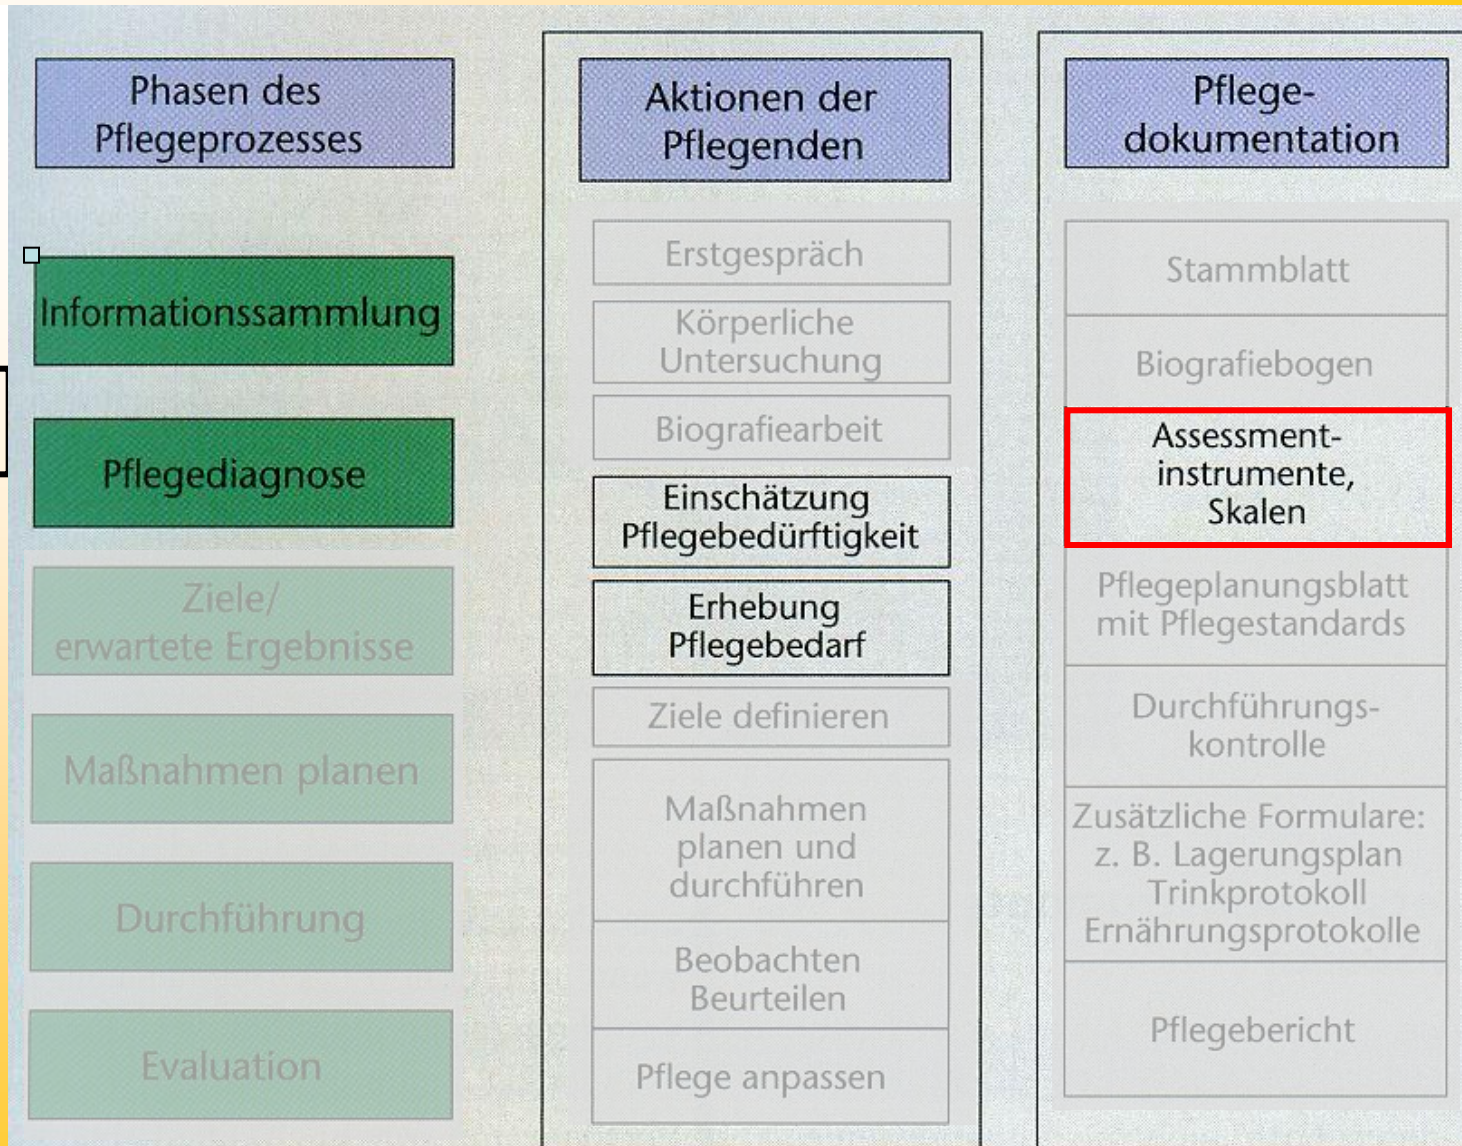 Phasen des
Pflegeprozesses
Informationssammlung
Pflegediagnose
Ziele/
erwartete Ergebnisse
Maßnahmen planen
Durchführung
Evaluation
Aktionen der
Pflegenden
Erstgespräch
Körperliche
Untersuchung
Biografiearbeit
Einschätzung
Pflegebedürftigkeit
Erhebung
Pflegebedarf
Ziele definieren
Maßnahmen
planen und
durchführen
Beobachten
Beurteilen
Pflege anpassen
Pflege-
dokumentation
Stammblatt
Biografiebogen
Assessment-
instrumente,
Skalen
Pflegeplanungsblatt
mit Pflegestandards
Durchführungs-
kontrolle
Zusätzliche Formulare:
z. B. Lagerungsplan
Trinkprotokoll
Ernährungsprotokolle
Pflegebericht